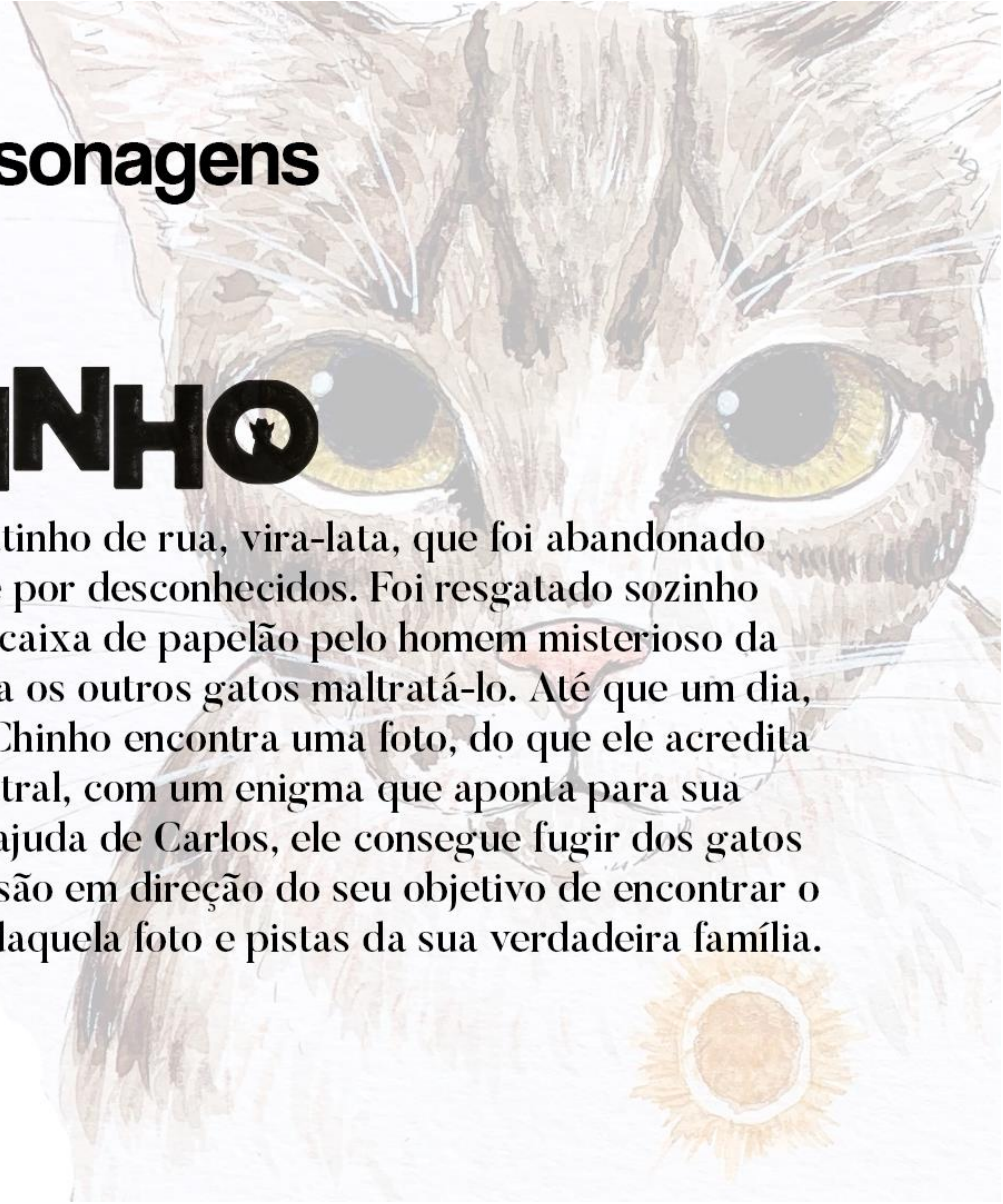 sonagens
INHO
tinho de rua, vira-lata, que foi abandonado
por desconhecidos. Foi resgatado sozinho
caixa de papelão pelo homem misterioso da
a os outros gatos maltratá-lo. Até que um dia,
Chinho encontra uma foto, do que ele acredita
tral, com um enigma que aponta para sua
ajuda de Carlos, ele consegue fugir dos gatos
são em direção do seu objetivo de encontrar o
daquela foto e pistas da sua verdadeira família.